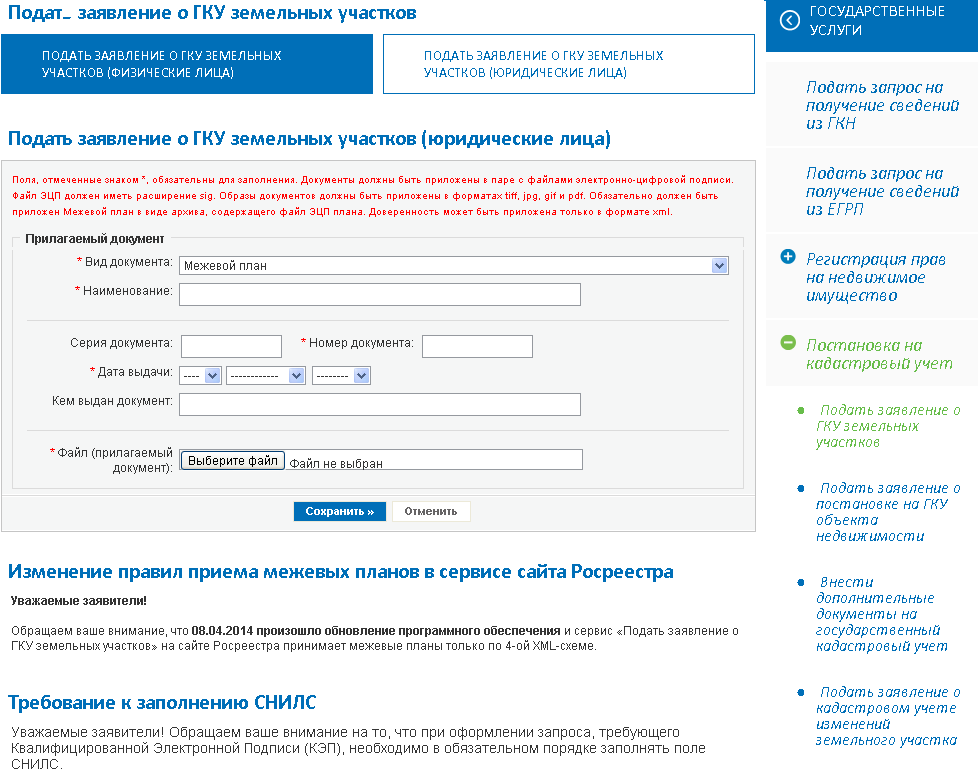 Подат_ заявление о ГКУ земельных участков
ПОДАТЬ ЗАЯВЛЕНИЕ О ГКУ ЗЕМЕЛЬНЫХ
УЧАСТКОВ (ФИЗИЧЕСКИЕ ЛИЦА)
ПОДАТЬ ЗАЯВЛЕНИЕ О ГКУ ЗЕМЕЛЬНЫХ
УЧАСТКОВ (ЮРИДИЧЕСКИЕ ЛИЦА)
Подать заявление о ГКУ земельных участков (юридические лица)
Поля, отмеченные знаком *, обязательны для заполнения. Документы должны быть приложены в паре с файлами электронно-цифровой подписи.
Файл ЭЦП должен иметь расширение sig. Образы документов должны быть приложены в форматах tiff, jpg, gif и pdf. Обязательно должен быть
приложен Межевой план в виде архива, содержащего файл ЭЦП плана. Доверенность может быть приложена только в формате xml.
Прилагаемый документ
* Вид документа: Межевой план
* Наименование:
Серия документа: * Номер документа:
* Дата выдачи: ---- ------------ --------
Кем выдан документ:
* Файл (прилагаемый
документ): Выберите файл Файл не выбран
Сохранить » Отменить
Изменение правил приема межевых планов в сервисе сайта Росреестра
Уважаемые заявители!
Обращаем ваше внимание, что 08.04.2014 произошло обновление программного обеспечения и сервис «Подать заявление о
ГКУ земельных участков» на сайте Росреестра принимает межевые планы только по 4-ой XML-схеме.
Требование к заполнению СНИЛС
Уважаемые заявители! Обращаем ваше внимание на то, что при оформлении запроса, требующего
Квалифицированной Электронной Подписи (КЭП), необходимо в обязательном порядке заполнять поле
СНИЛС.
ГОСУДАРСТВЕННЫЕ
УСЛУГИ
Подать запрос на
получение сведений
из ГКН
Подать запрос на
получение сведений
из ЕГРП
Регистрация прав
на недвижимое
имущество
Постановка на
кадастровый учет
Подать заявление о
ГКУ земельных
участков
Подать заявление о
постановке на ГКУ
объекта
недвижимости
Внести
дополнительные
документы на
государственный
кадастровый учет
Подать заявление о
кадастровом учете
изменений
земельного участка